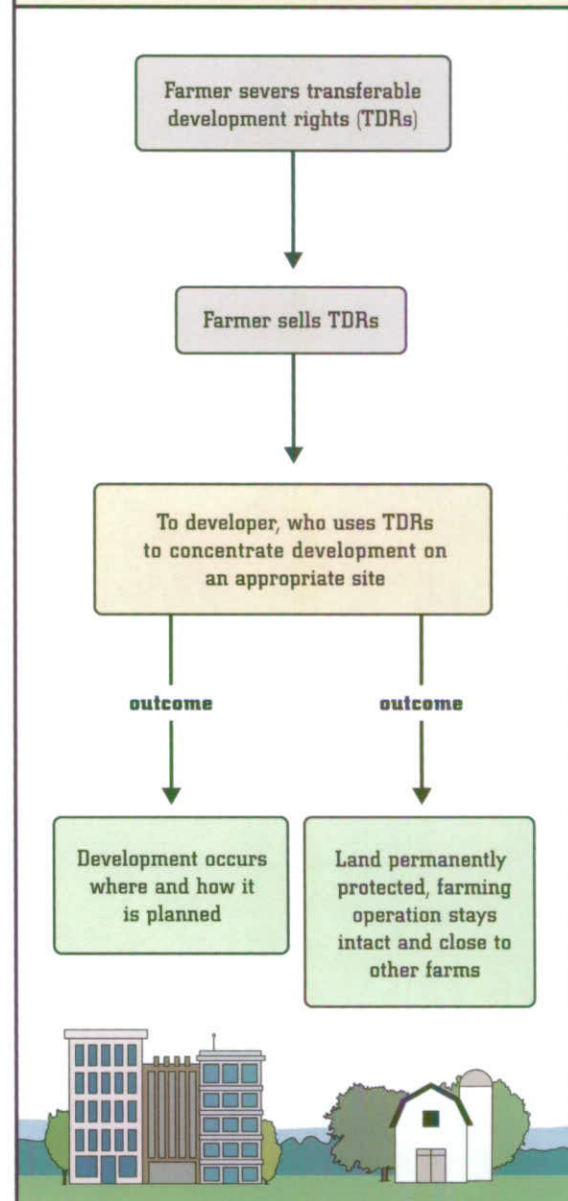 Farmer severs transferable
development rights (TDRs)
Farmer sells TDRs
To developer, who uses TDRs
to concentrate development on
an appropriate site
outcome
outcome
Development occurs
where and how it
is planned
Land permanently
protected, farming
operation stays
intact and close to
other farms